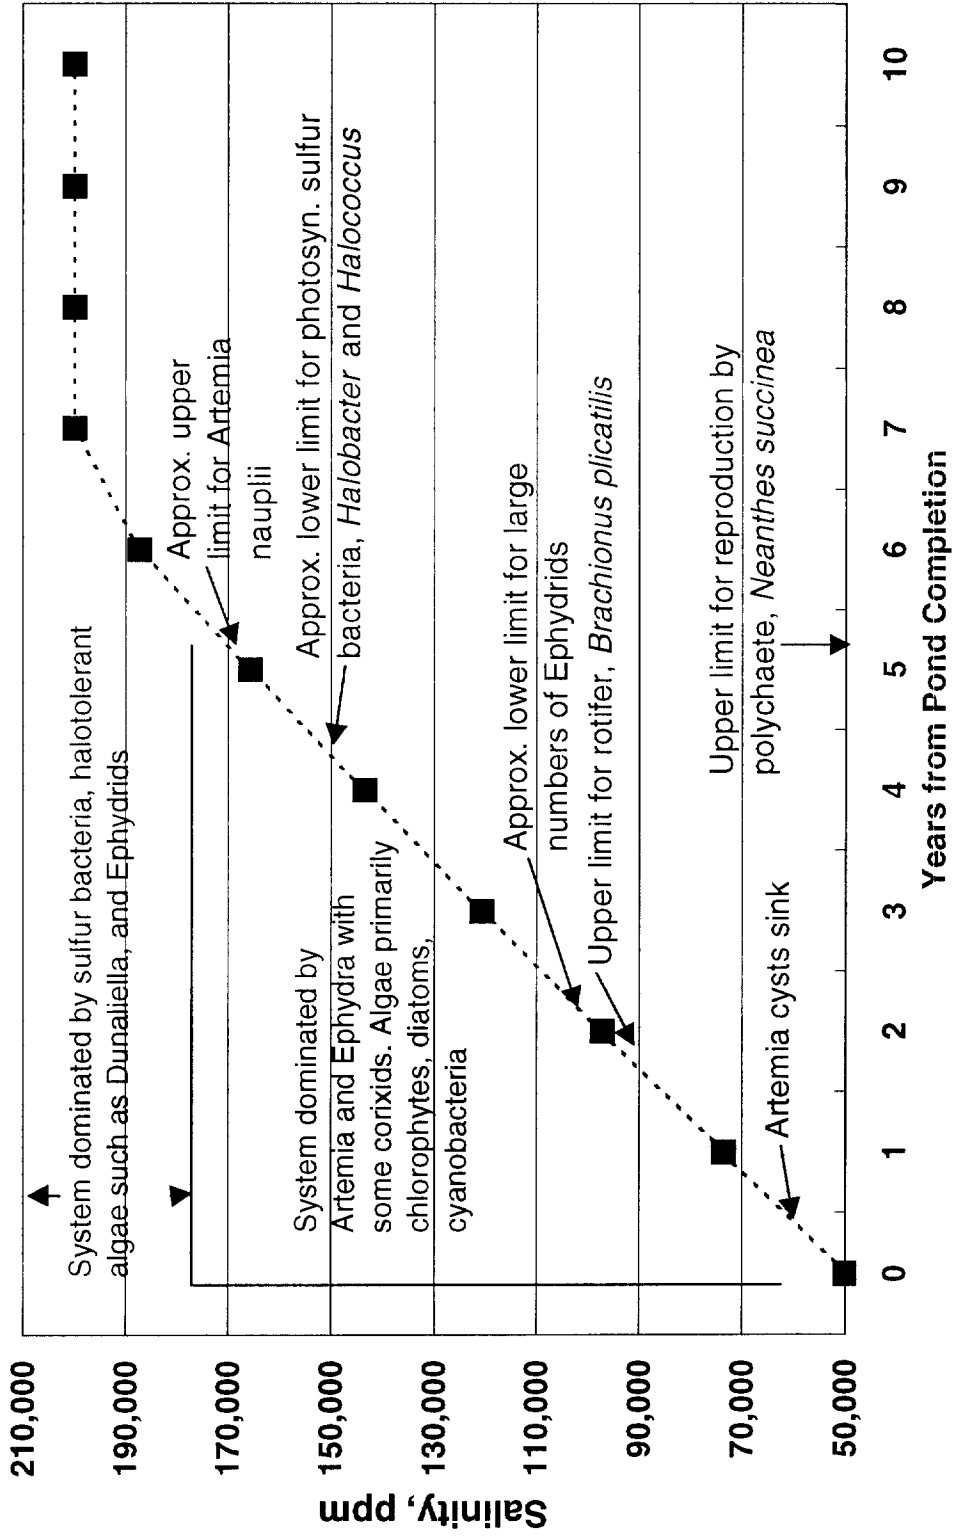 210,000
190,000
170,000
150,000
130,000
110,000
90,000
70,000
50,000
Salinity, ppm
System dominated by sulfur bacteria, halotolerant
algae such as Dunaliella, and Ephydrids
Approx. upper
limit for Artemia
nauplii
Approx. lower limit for photosyn. sulfur
bacteria, Halobacter and Halococcus
System dominated by
Artemia and Ephydra with
some corixids. Algae primarily
chlorophytes, diatoms,
cyanobacteria
Approx. lower limit for large
numbers of Ephydrids
Upper limit for rotifer, Brachionus plicatilis
Upper limit for reproduction by
polychaete, Neanthes succinea
Artemia cysts sink
0 1 2 3 4 5 6 7 8 9 10
Years from Pond Completion